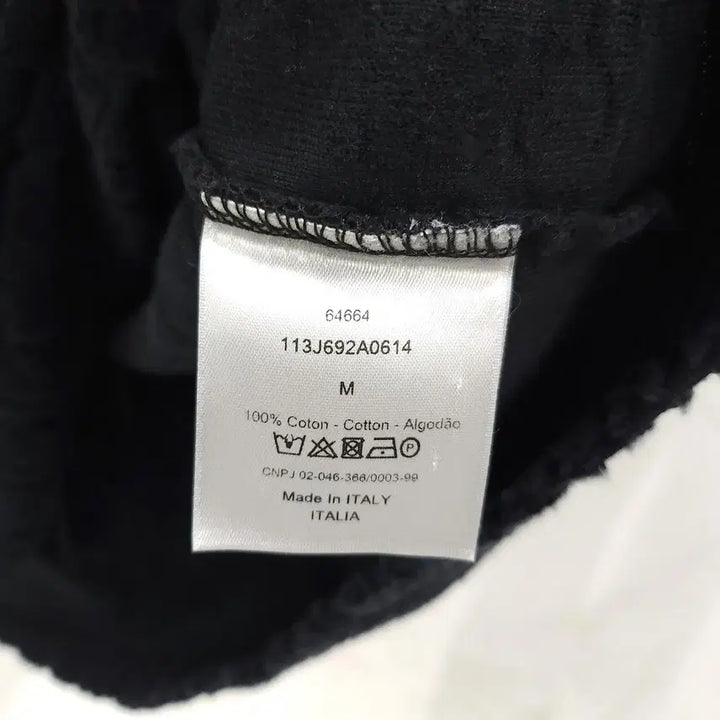 64664
113J692A0614
M
100% Coton - Cotton - Algodão
P
CNPJ 02-046-366/0003-99
Made In ITALY
ITALIA